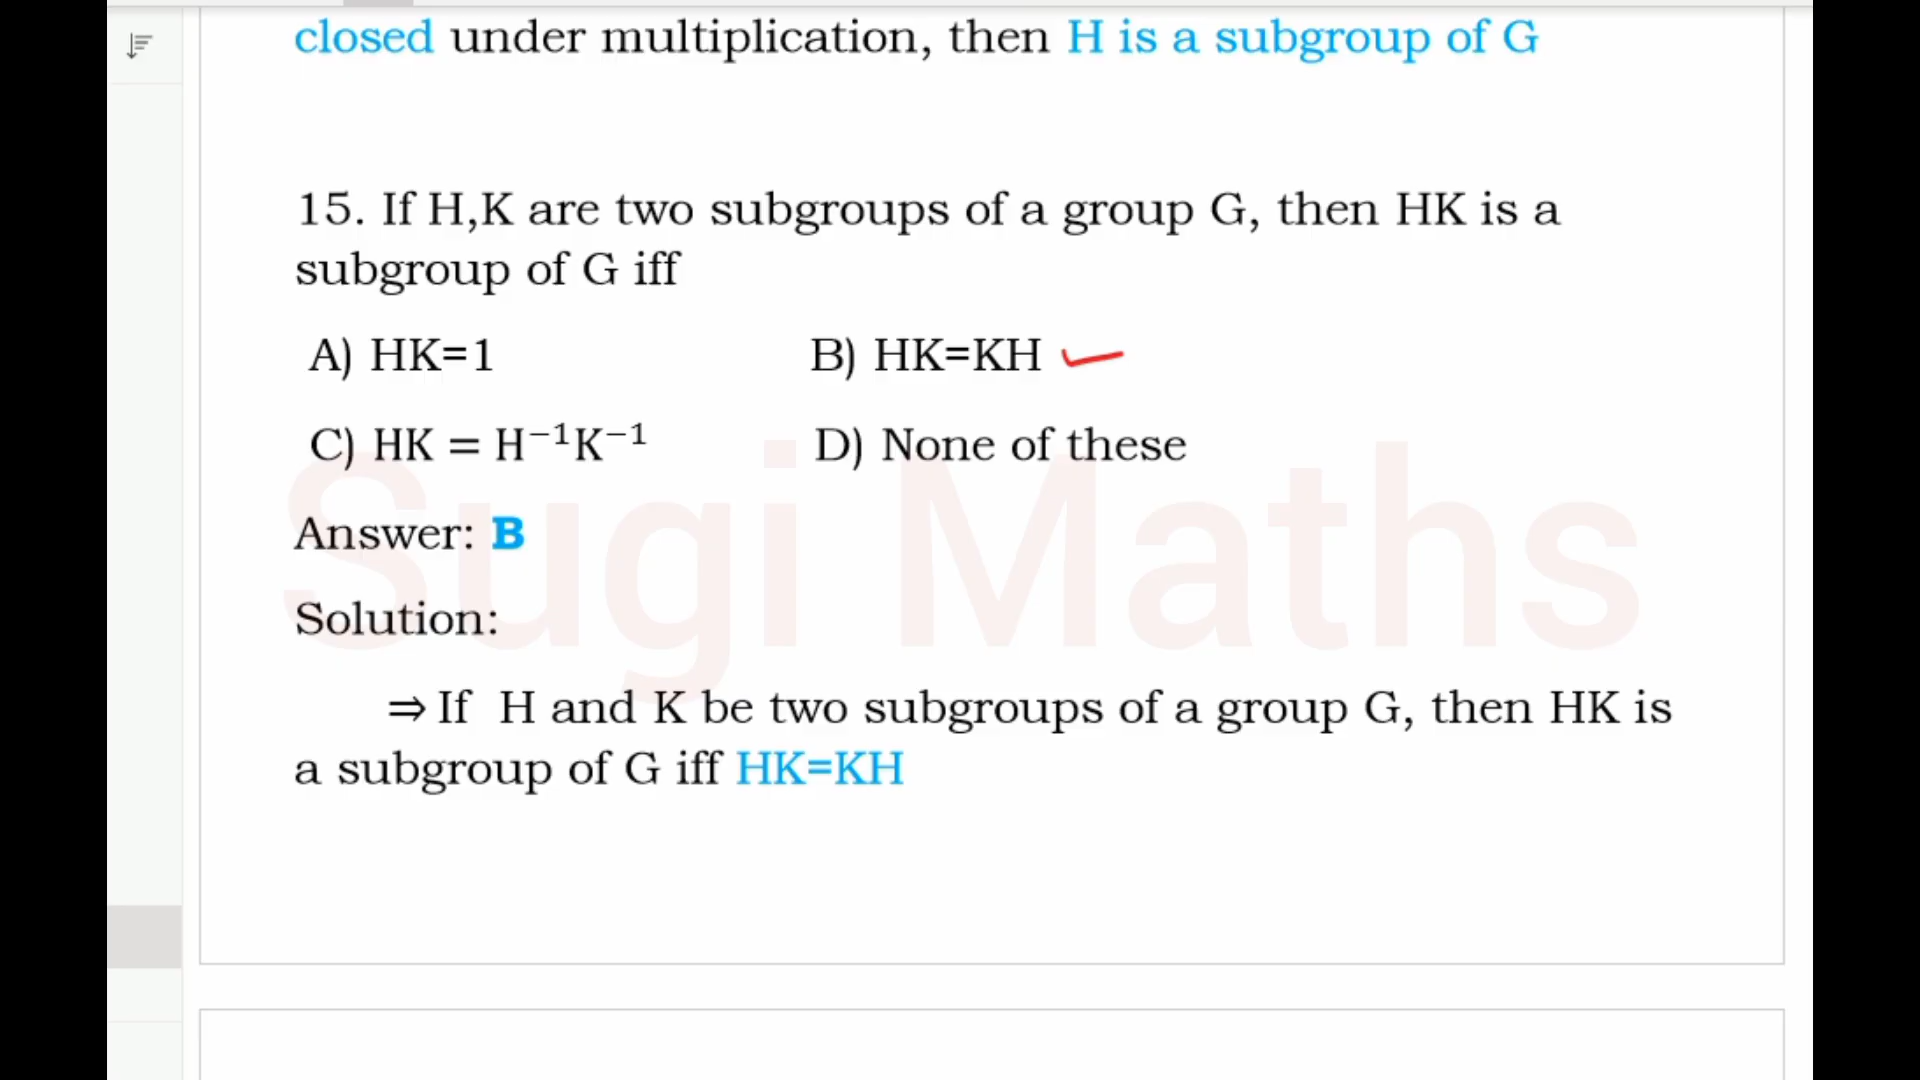 closed under multiplication, then H is a subgroup of G
15. If H,K are two subgroups of a group G, then HK is a
subgroup of G iff
A) HK=1 B) HK=KH
C) HK = H⁻¹K⁻¹ D) None of these
Answer: B
Solution:
⇒ If H and K be two subgroups of a group G, then HK is
a subgroup of G iff HK=KH
Sugi Maths